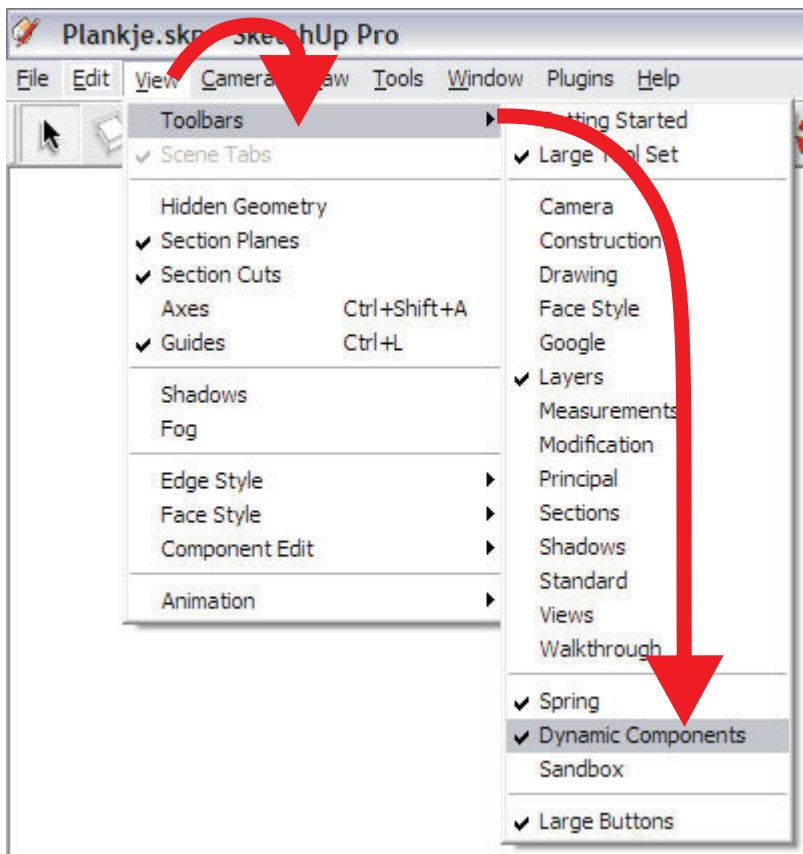 Plankje.sk SketchUp Pro
File Edit View Camera aw Tools Window Plugins Help
Toolbars
Scene Tabs
Hidden Geometry
Section Planes
Section Cuts
Axes Ctrl+Shift+A
Guides Ctrl+L
Shadows
Fog
Edge Style
Face Style
Component Edit
Animation
Getting Started
Large Tool Set
Camera
Construction
Drawing
Face Style
Google
Layers
Measurements
Modification
Principal
Sections
Shadows
Standard
Views
Walkthrough
Spring
Dynamic Components
Sandbox
Large Buttons